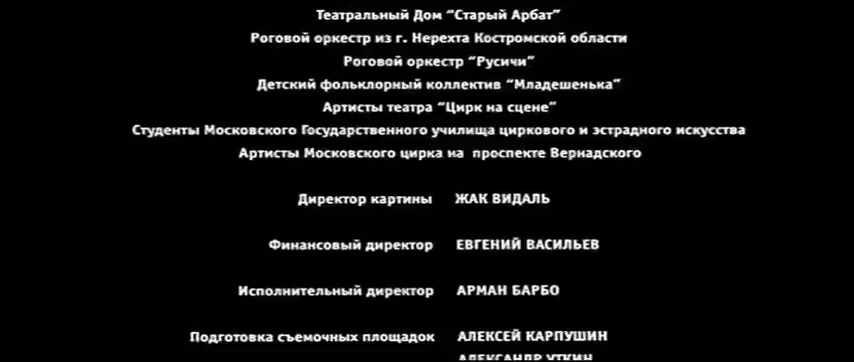 Театральный Дом "Старый Арбат"
Роговой оркестр из г. Нерехта Костромской области
Роговой оркестр "Русичи"
Детский фольклорный коллектив "Младешенька"
Артисты театра "Цирк на сцене"
Студенты Московского Государственного училища циркового и эстрадного искусства
Артисты Московского цирка на проспекте Вернадского
Директор картины ЖАК ВИДАЛЬ
Финансовый директор ЕВГЕНИЙ ВАСИЛЬЕВ
Исполнительный директор АРМАН БАРБО
Подготовка съемочных площадок АЛЕКСЕЙ КАРПУШИН
АЛЕКСАНДР УТКИН